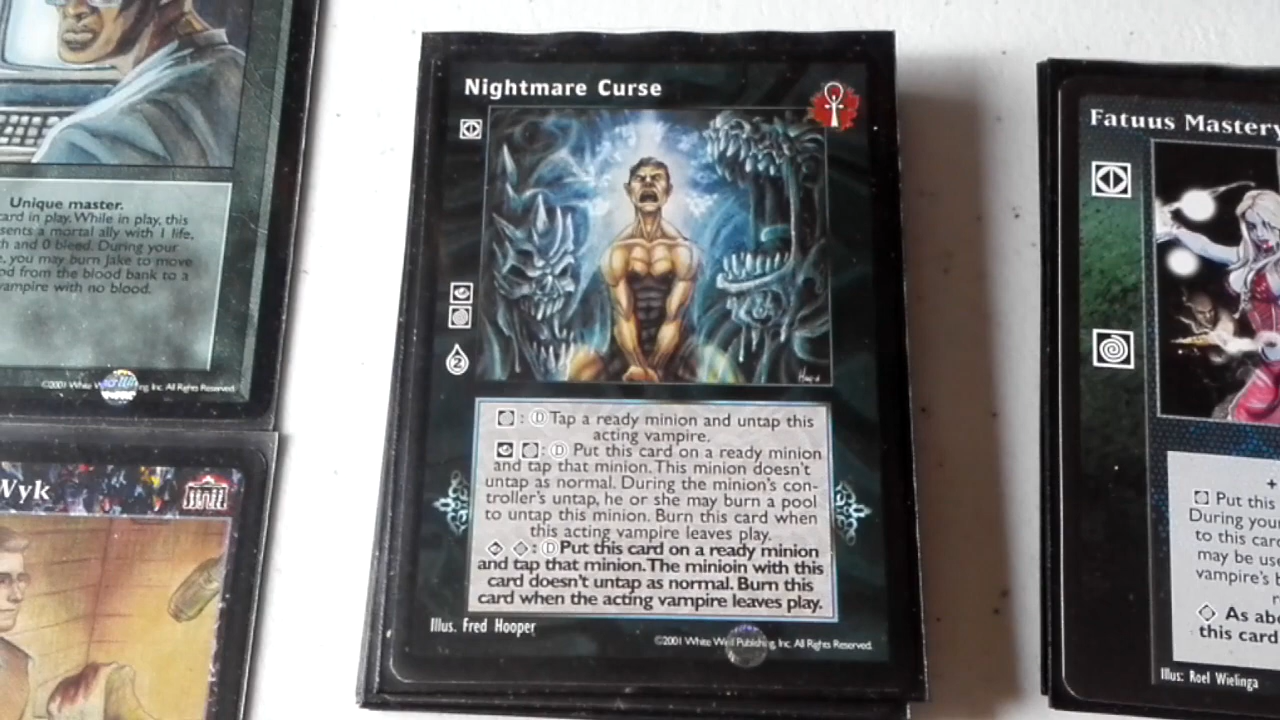 Unique master.
card in play. While in play, this
sents a mortal ally with 1 life,
th and 0 bleed. During your
, you may burn Jake to move
od from the blood bank to a
vampire with no blood.
©2001 White Wolf Publishing, Inc. All Rights Reserved.
Wyk
Nightmare Curse
2
: Ⓓ Tap a ready minion and untap this
acting vampire.
: Ⓓ Put this card on a ready minion
and tap that minion. This minion doesn't
untap as normal. During the minion's con-
troller's untap, he or she may burn a pool
to untap this minion. Burn this card when
this acting vampire leaves play.
: Ⓓ Put this card on a ready minion
and tap that minion. The minioin with this
card doesn't untap as normal. Burn this
card when the acting vampire leaves play.
Illus. Fred Hooper
©2001 White Wolf Publishing, Inc. All Rights Reserved.
Fatuus Mastery
+
Put this
During your
to this card
may be use
vampire's b
As abo
this card
Illus: Roel Wielinga